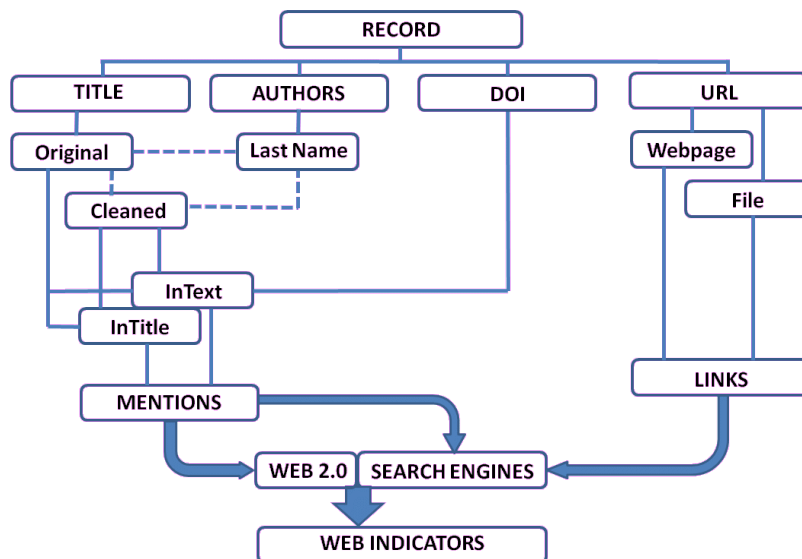 RECORD
TITLE
AUTHORS
DOI
URL
Original
Last Name
Webpage
File
Cleaned
InText
InTitle
MENTIONS
LINKS
WEB 2.0
SEARCH ENGINES
WEB INDICATORS